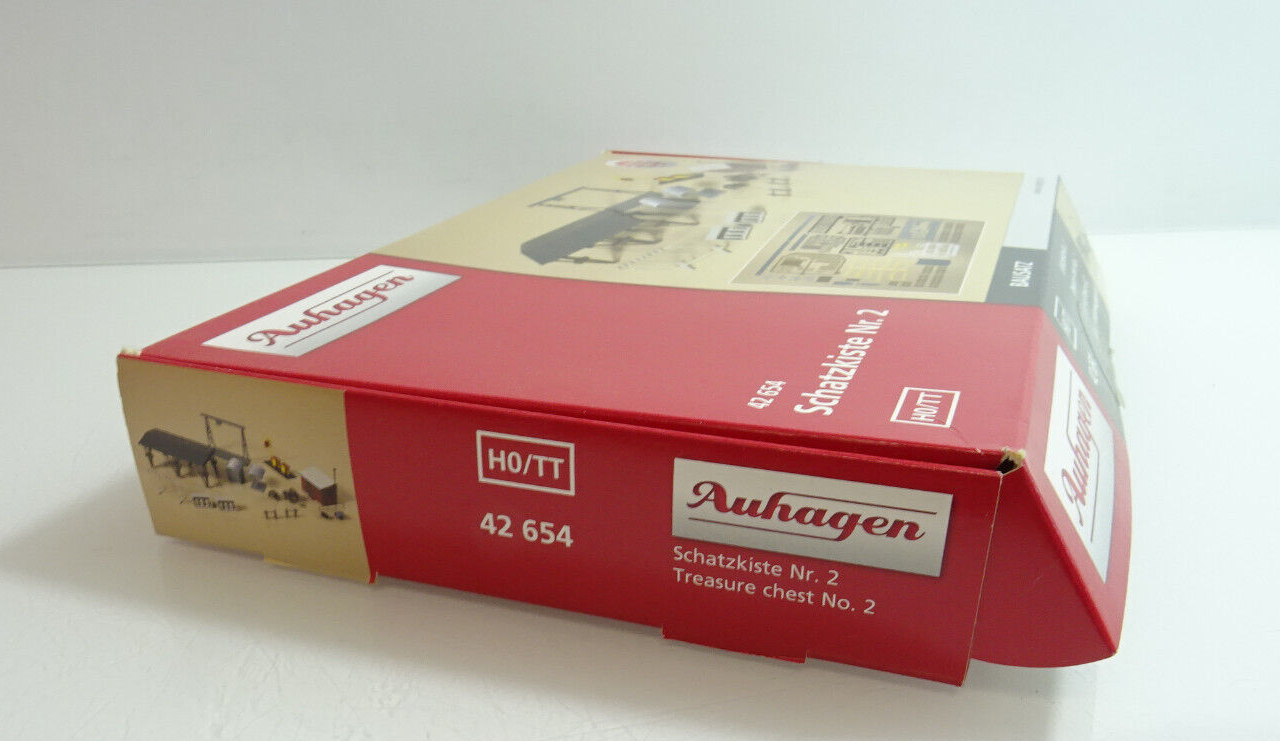 Auhagen
BAUSATZ
42 654
Schatzkiste Nr. 2
H0/TT
Auhagen
H0/TT
42 654
Auhagen
Schatzkiste Nr. 2
Treasure chest No. 2